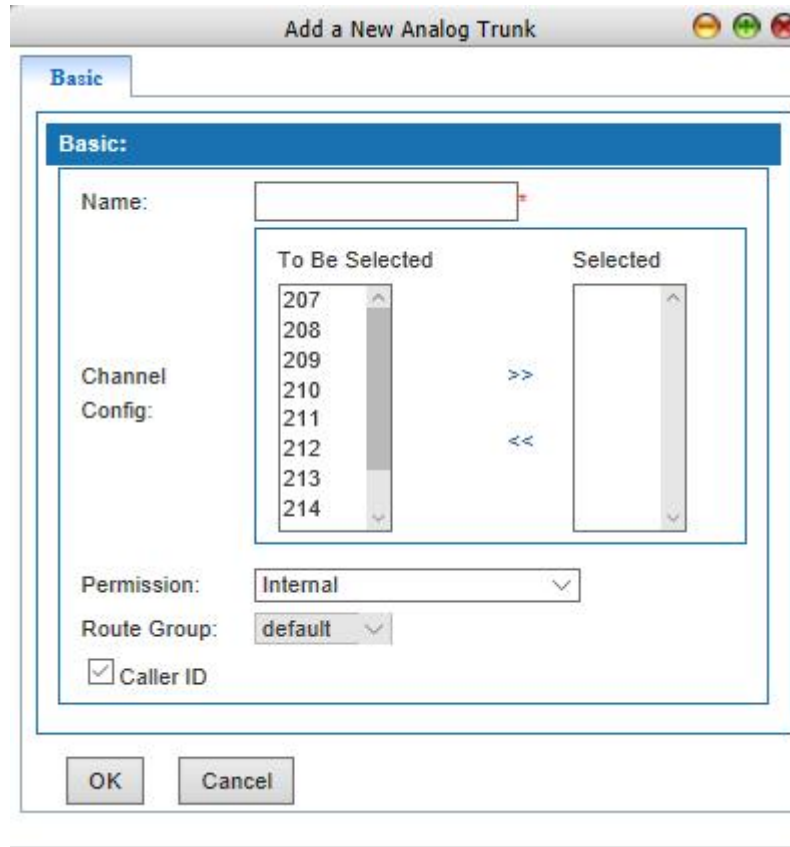 Add a New Analog Trunk
Basic
Basic:
Name: *
To Be Selected Selected
207
208
209
210
211
212
213
214
Channel
Config:
>>
<<
Permission: Internal
Route Group: default
Caller ID
OK Cancel